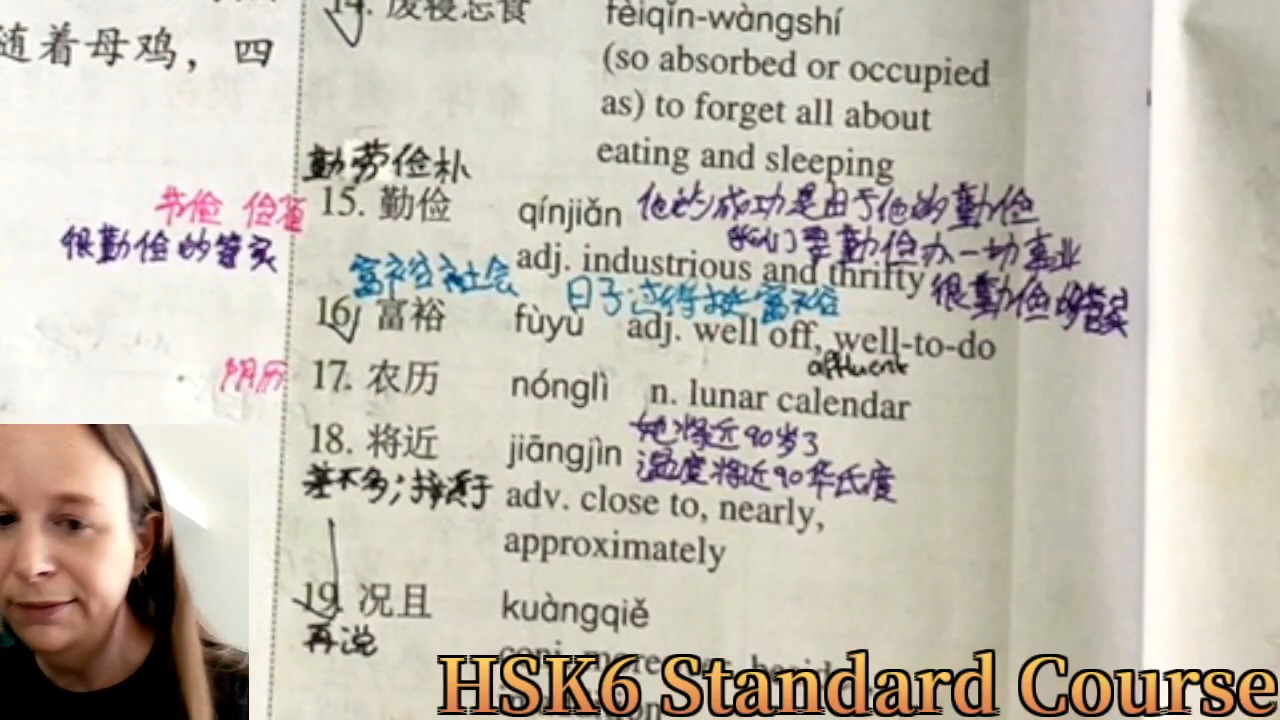 随着母鸡，四
14. 废寝忘食 fèiqǐn-wàngshí
(so absorbed or occupied
as) to forget all about
eating and sleeping
勤劳俭朴
节俭 俭省
很勤俭的管家
15. 勤俭 qínjiǎn 他的成功是由于他的勤俭
我们要勤俭办一切事业
adj. industrious and thrifty 很勤俭的管家
富裕社会 日子过得挺富裕
16. 富裕 fùyù adj. well off, well-to-do
affluent
阴历 17. 农历 nónglì n. lunar calendar
18. 将近 jiāngjìn 她将近90岁了
温度将近90华氏度
差不多；接近于 adv. close to, nearly,
approximately
19. 况且 kuàngqiě
再说
conj.
HSK6 Standard Course